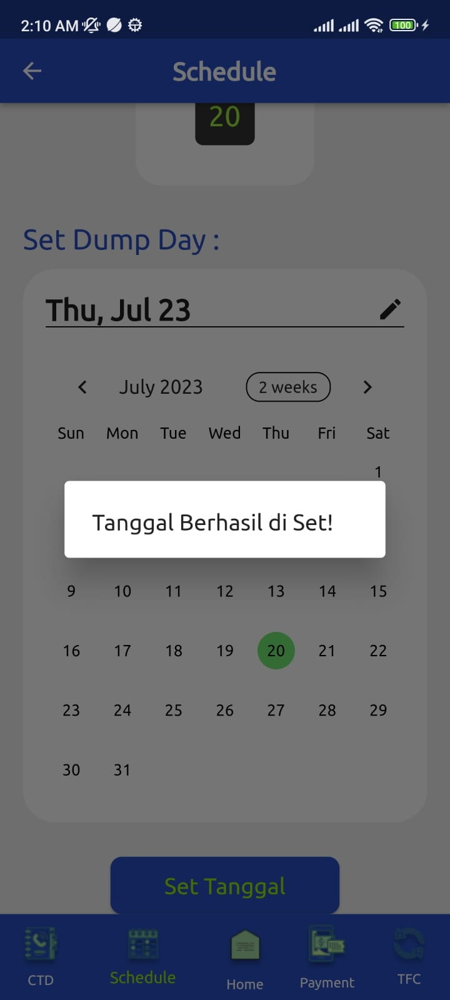 2:10 AM 100
Schedule
20
Set Dump Day :
Thu, Jul 23
July 2023 2 weeks
Sun Mon Tue Wed Thu Fri Sat
1
Tanggal Berhasil di Set!
9 10 11 12 13 14 15
16 17 18 19 20 21 22
23 24 25 26 27 28 29
30 31
Set Tanggal
CTD Schedule Home Payment TFC